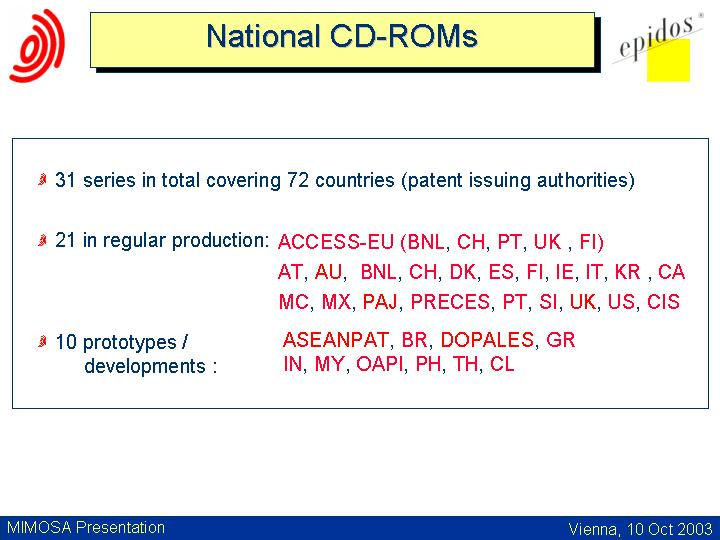 National CD-ROMs
epidos®
31 series in total covering 72 countries (patent issuing authorities)
21 in regular production: ACCESS-EU (BNL, CH, PT, UK , FI)
AT, AU, BNL, CH, DK, ES, FI, IE, IT, KR , CA
MC, MX, PAJ, PRECES, PT, SI, UK, US, CIS
10 prototypes / ASEANPAT, BR, DOPALES, GR
developments : IN, MY, OAPI, PH, TH, CL
MIMOSA Presentation
Vienna, 10 Oct 2003